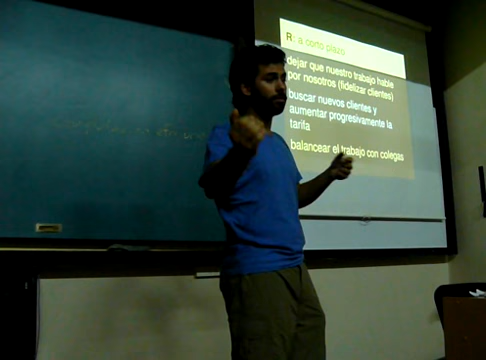 R: a corto plazo
dejar que nuestro trabajo hable
por nosotros (fidelizar clientes)
buscar nuevos clientes y
aumentar progresivamente la
tarifa
balancear el trabajo con colegas